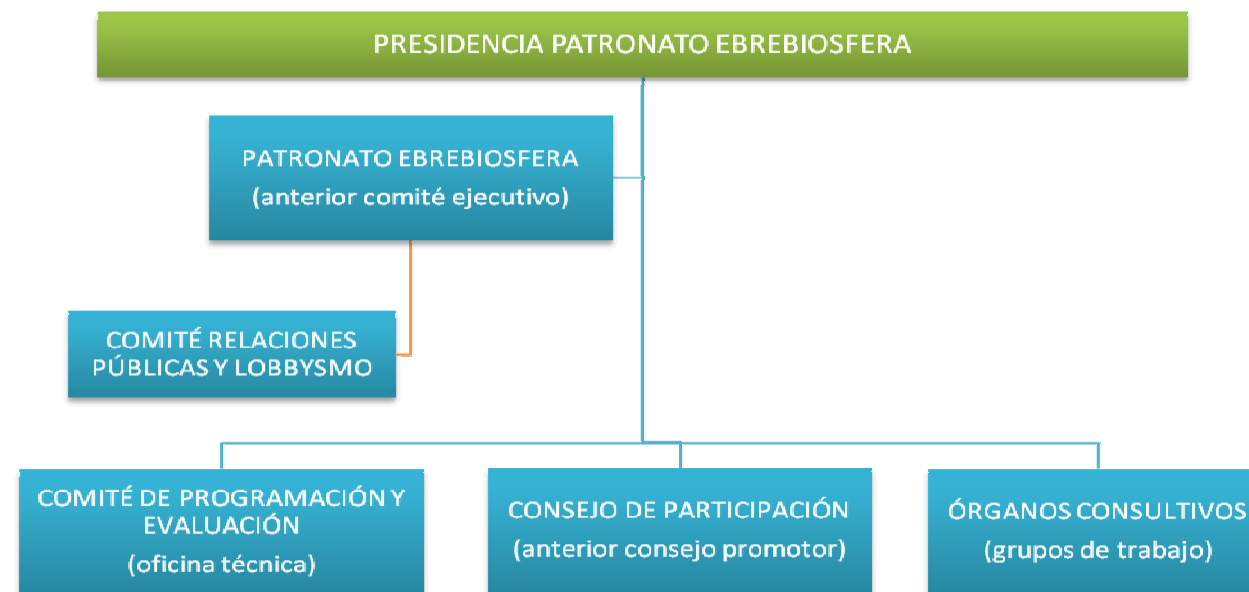 PRESIDENCIA PATRONATO EBREBIOSFERA
PATRONATO EBREBIOSFERA
(anterior comité ejecutivo)
COMITÉ RELACIONES
PÚBLICAS Y LOBBYSMO
COMITÉ DE PROGRAMACIÓN Y
EVALUACIÓN
(oficina técnica)
CONSEJO DE PARTICIPACIÓN
(anterior consejo promotor)
ÓRGANOS CONSULTIVOS
(grupos de trabajo)